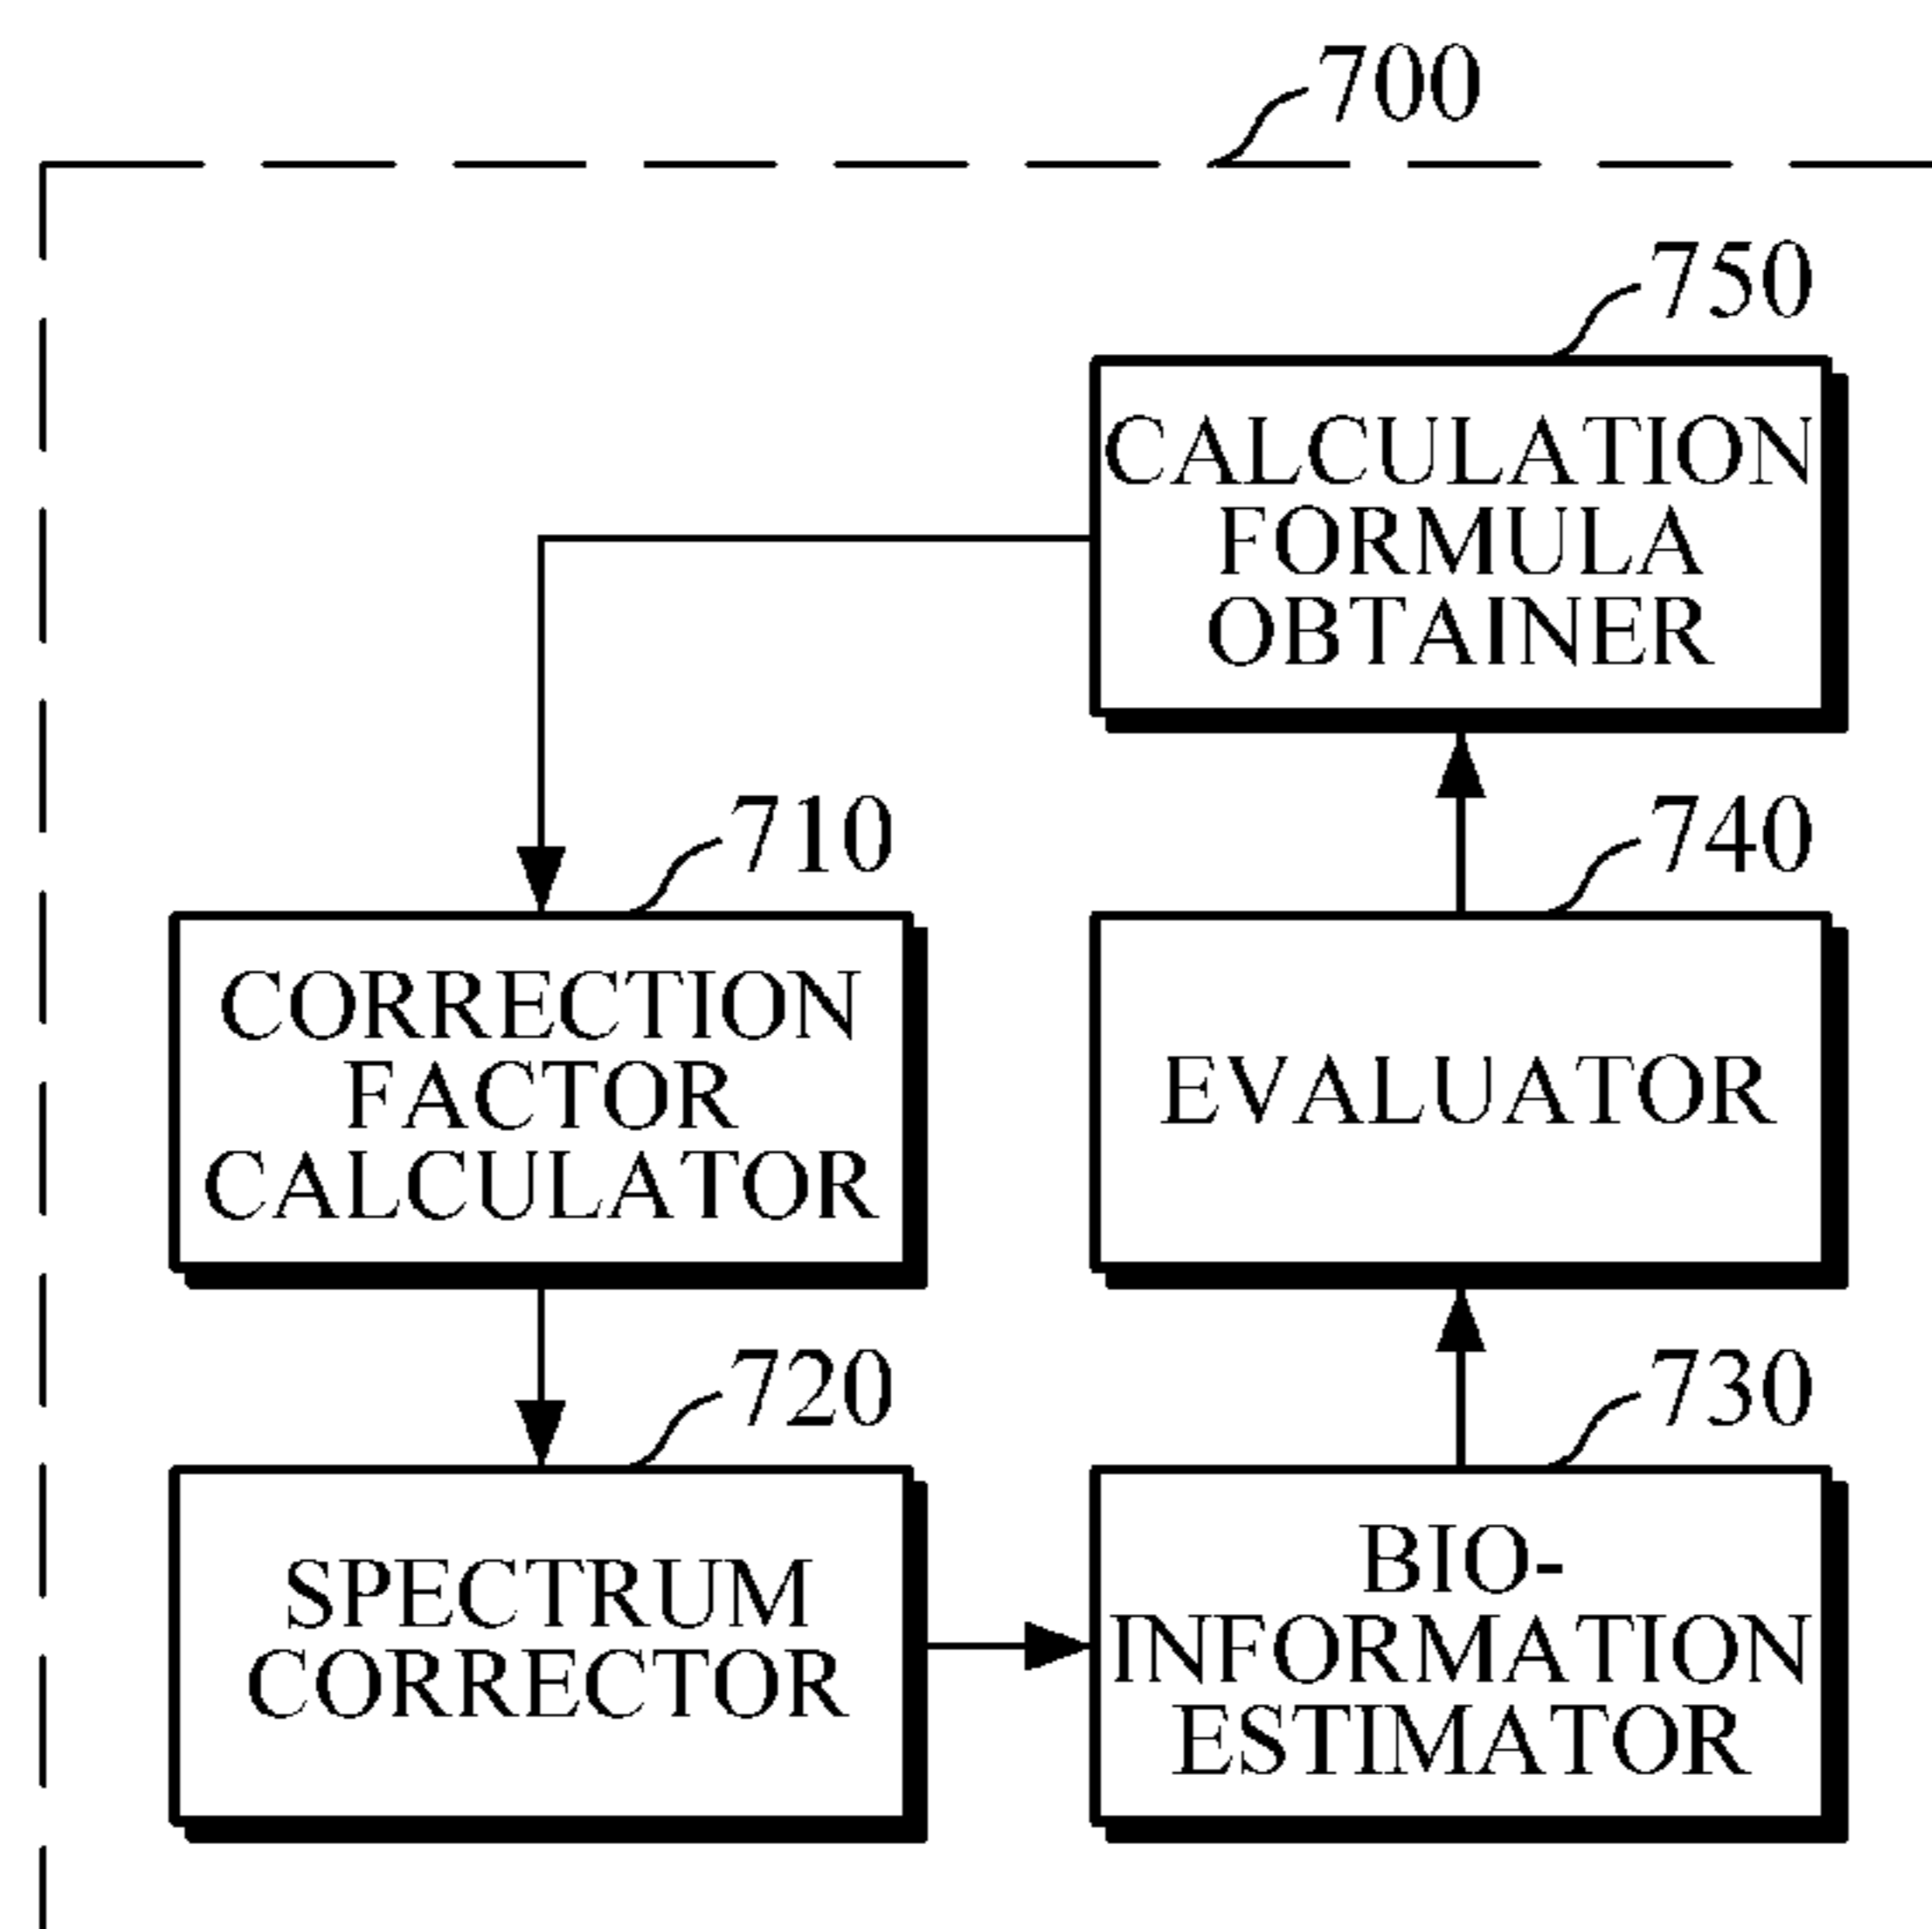 700
750
CALCULATION
FORMULA
OBTAINER
710
740
CORRECTION
FACTOR
CALCULATOR
EVALUATOR
720
730
SPECTRUM
CORRECTOR
BIO-
INFORMATION
ESTIMATOR